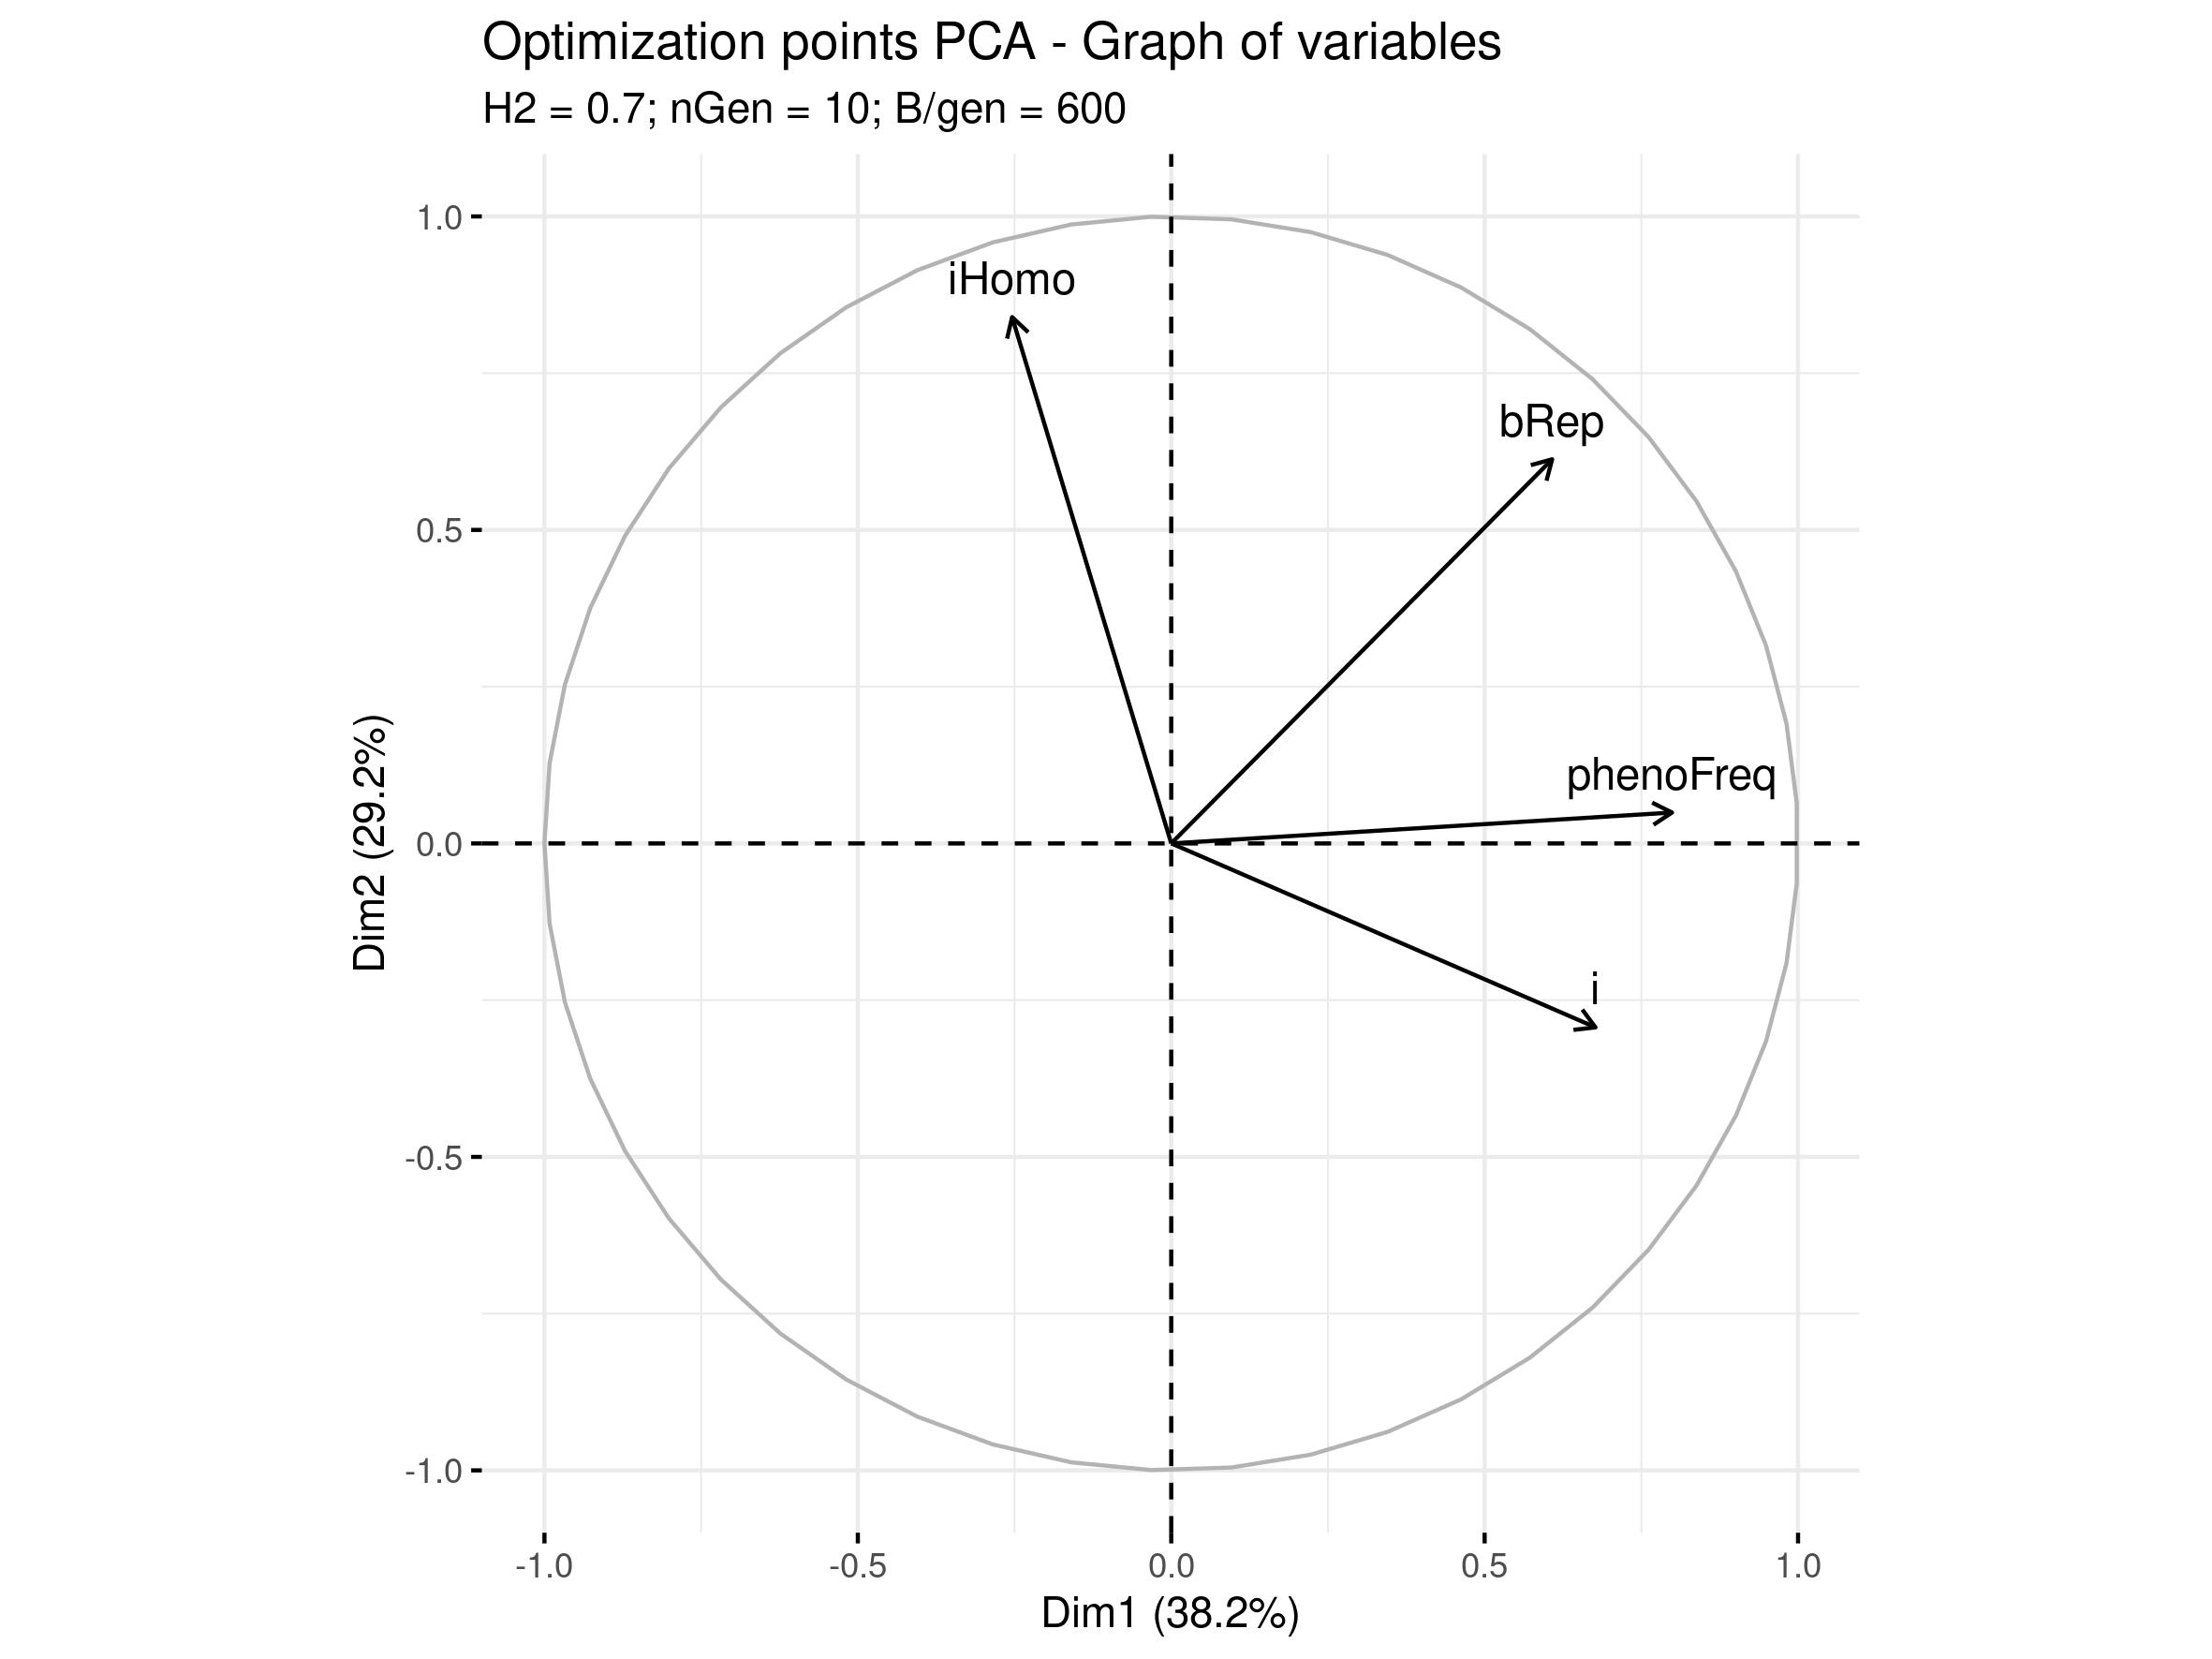 Optimization points PCA - Graph of variables
H2 = 0.7; nGen = 10; B/gen = 600
1.0
iHomo
bRep
0.5
phenoFreq
0.0
i
-0.5
-1.0
Dim2 (29.2%)
-1.0 -0.5 0.0 0.5 1.0
Dim1 (38.2%)